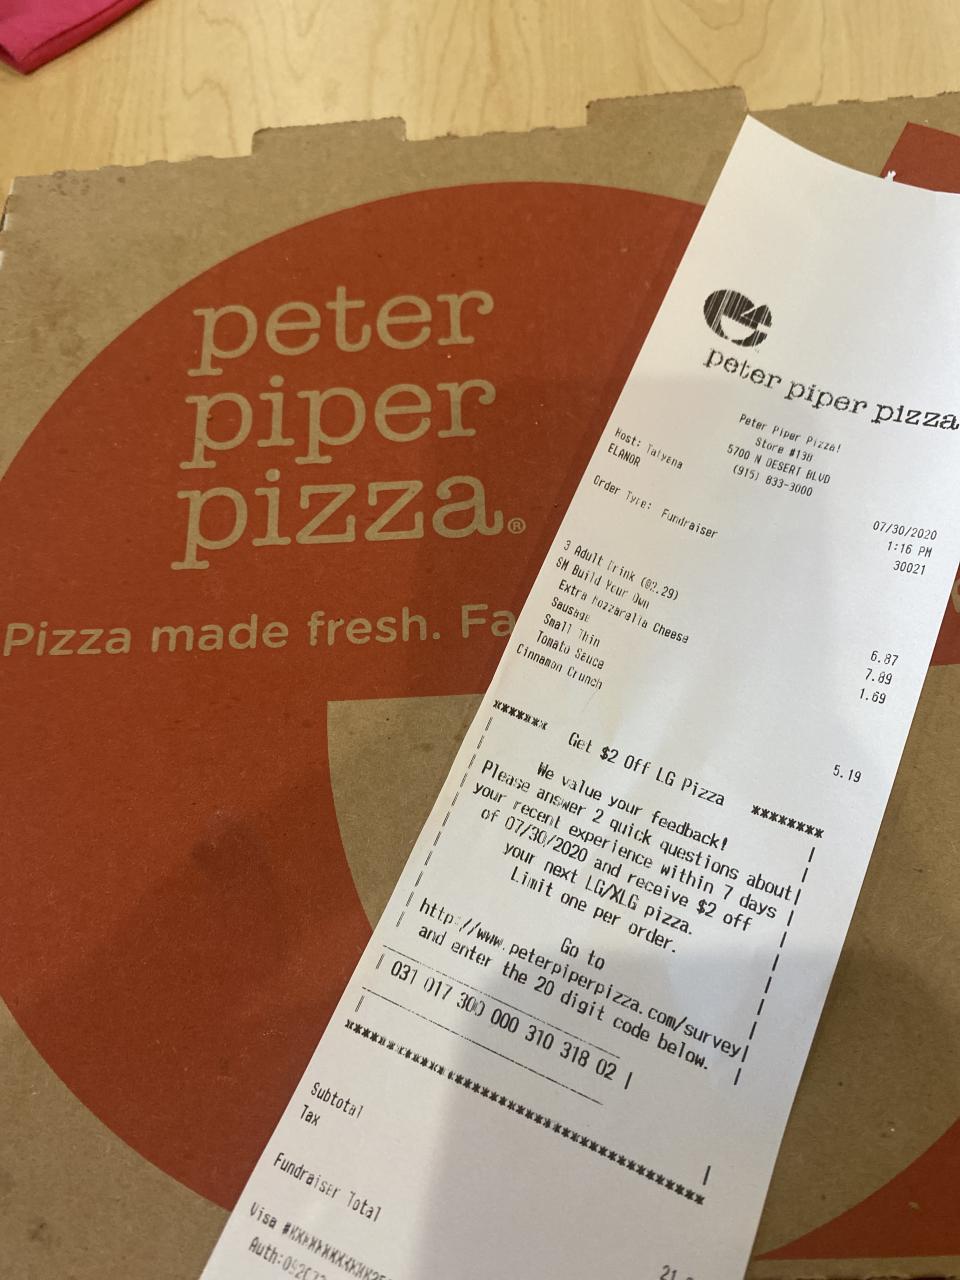 peter
piper
pizza®
Pizza made fresh. Fa
peter piper pizza
Peter Piper Pizza!
Store #138
5700 N DESERT BLVD
(915) 833-3000
Host: Talyena
ELANOR
07/30/2020
1:16 PM
30021
Order Type: Fundraiser
3 Adult Drink (@2.29) 6.87
SM Build Your Own 7.89
Extra Mozzarella Cheese 1.69
Sausage
Small Thin
Tomato Sauce
Cinnamon Crunch 5.19
******* Get $2 Off LG Pizza ********
We value your feedback!
Please answer 2 quick questions about
your recent experience within 7 days
of 07/30/2020 and receive $2 off
your next LG/XLG pizza.
Limit one per order.
Go to
http://www.peterpiperpizza.com/survey
and enter the 20 digit code below.
031 017 300 000 310 318 02
Subtotal
Tax
Fundraiser Total
Visa
21